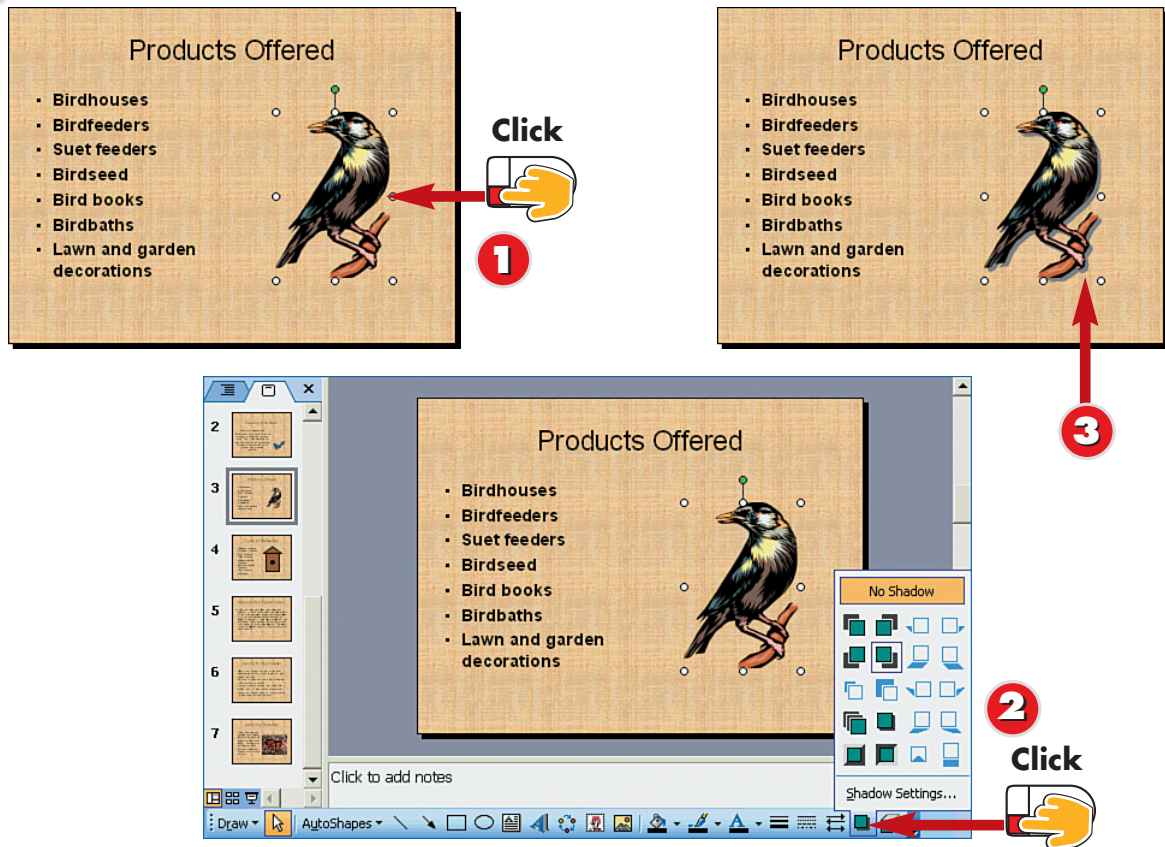 Products Offered
▪ Birdhouses
▪ Birdfeeders
▪ Suet feeders
▪ Birdseed
▪ Bird books
▪ Birdbaths
▪ Lawn and garden
decorations
Click
1
Products Offered
▪ Birdhouses
▪ Birdfeeders
▪ Suet feeders
▪ Birdseed
▪ Bird books
▪ Birdbaths
▪ Lawn and garden
decorations
3
2
3
4
5
6
7
Products Offered
▪ Birdhouses
▪ Birdfeeders
▪ Suet feeders
▪ Birdseed
▪ Bird books
▪ Birdbaths
▪ Lawn and garden
decorations
No Shadow
Shadow Settings...
2
Click
Click to add notes
Draw
AutoShapes